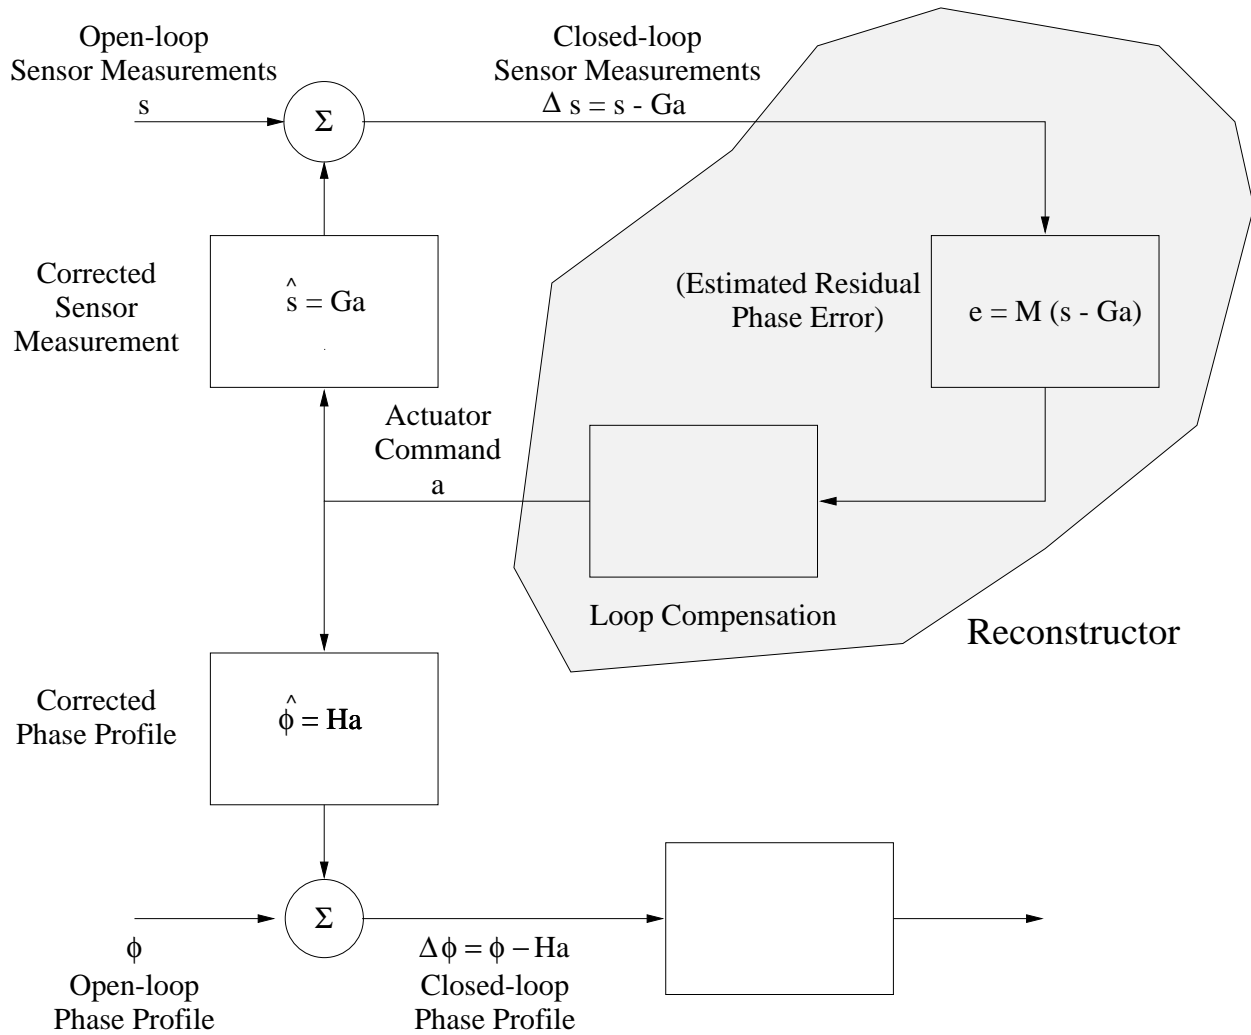 Open-loop
Sensor Measurements
s
Σ
Closed-loop
Sensor Measurements
Δ s = s - Ga
Corrected
Sensor
Measurement
ŝ = Ga
(Estimated Residual
Phase Error)
e = M (s - Ga)
Actuator
Command
a
Loop Compensation
Reconstructor
Corrected
Phase Profile
ϕ̂ = Ha
Σ
ϕ
Open-loop
Phase Profile
Δϕ = ϕ – Ha
Closed-loop
Phase Profile